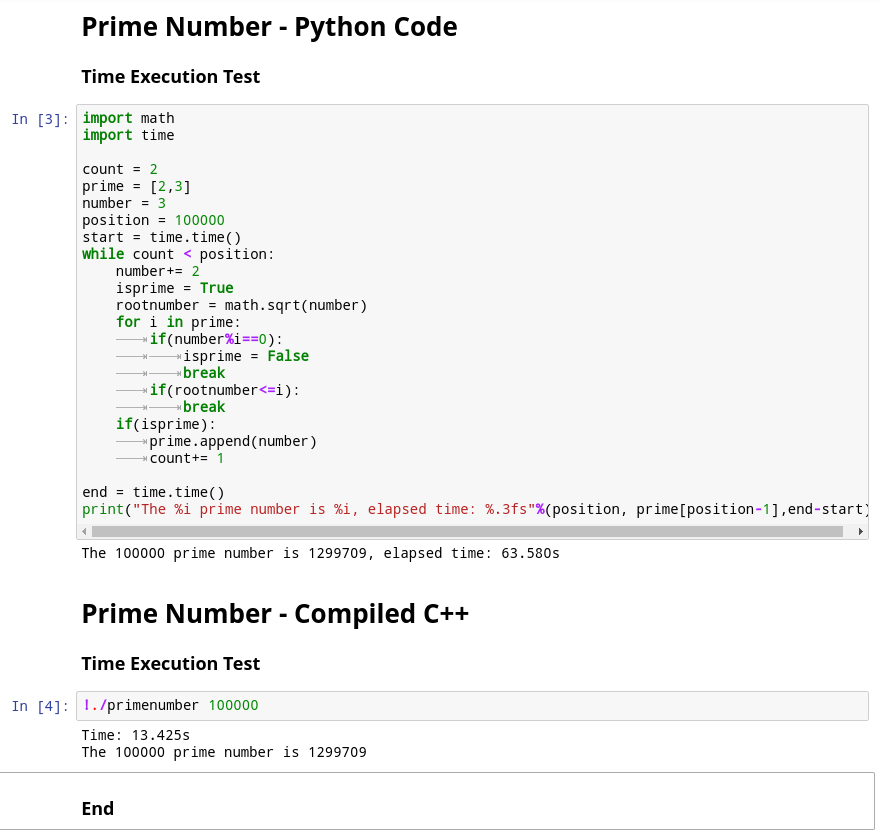 Prime Number - Python Code
Time Execution Test
In [3]:
import math
import time
count = 2
prime = [2,3]
number = 3
position = 100000
start = time.time()
while count < position:
    number+= 2
    isprime = True
    rootnumber = math.sqrt(number)
    for i in prime:
        if(number%i==0):
            isprime = False
            break
        if(rootnumber<=i):
            break
    if(isprime):
        prime.append(number)
        count+= 1
end = time.time()
print("The %i prime number is %i, elapsed time: %.3fs"%(position, prime[position-1],end-start)
The 100000 prime number is 1299709, elapsed time: 63.580s
Prime Number - Compiled C++
Time Execution Test
In [4]:
!./primenumber 100000
Time: 13.425s
The 100000 prime number is 1299709
End